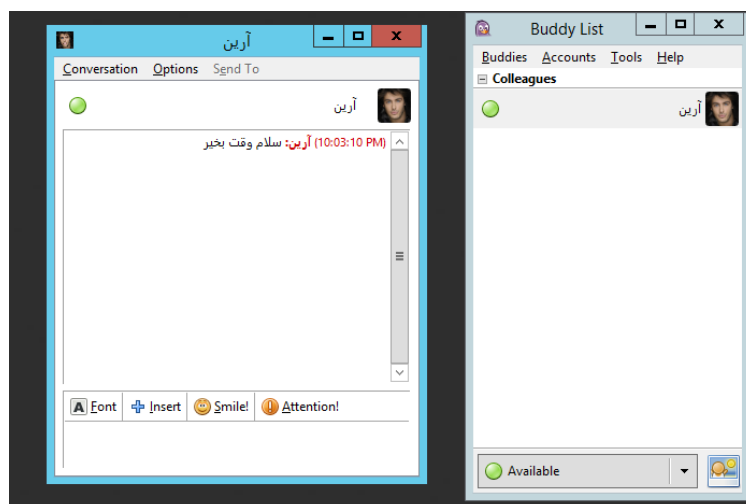 آرین
Conversation Options Send To
آرین
(10:03:10 PM) آرین: سلام وقت بخیر
Font Insert Smile! Attention!
Buddy List
Buddies Accounts Tools Help
Colleagues
آرین
Available